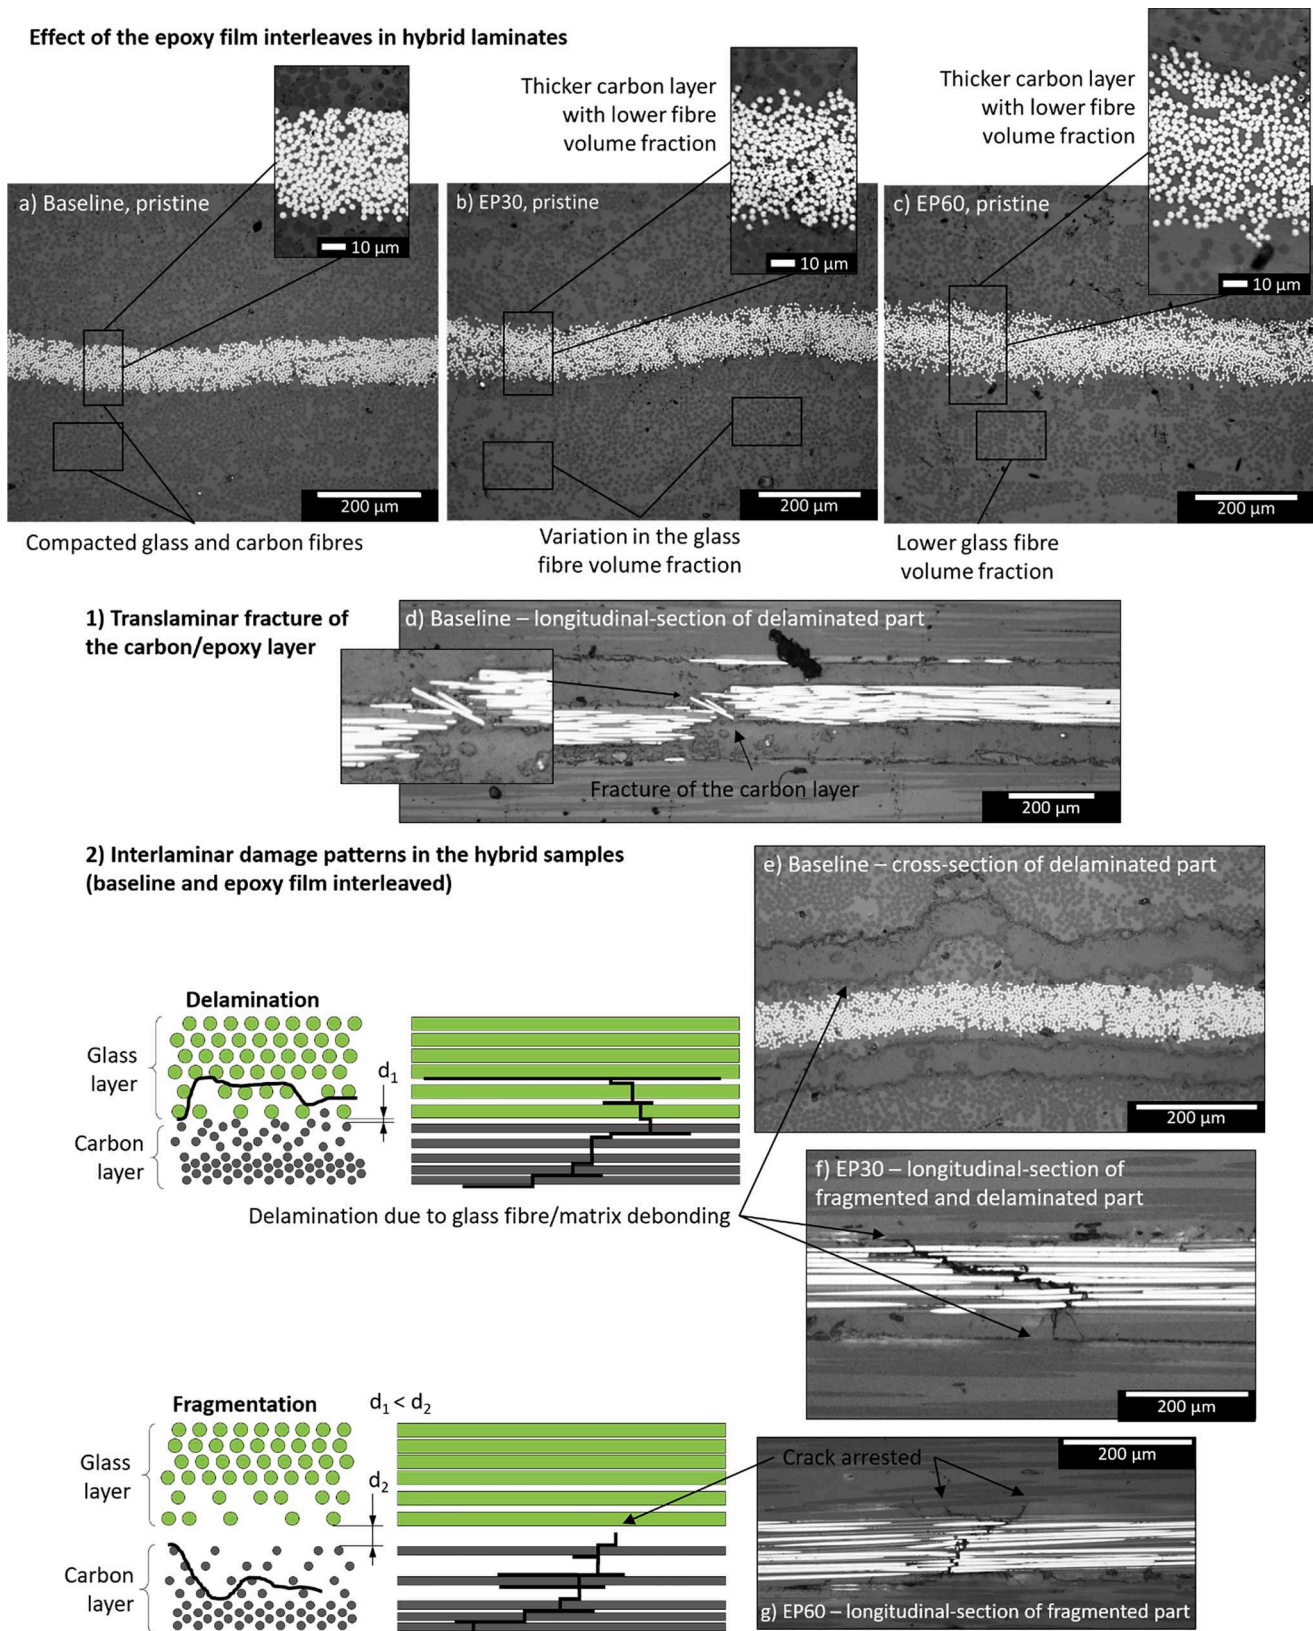 Effect of the epoxy film interleaves in hybrid laminates
Thicker carbon layer
with lower fibre
volume fraction
Thicker carbon layer
with lower fibre
volume fraction
a) Baseline, pristine
10 µm
200 µm
b) EP30, pristine
10 µm
200 µm
c) EP60, pristine
10 µm
200 µm
Compacted glass and carbon fibres
Variation in the glass
fibre volume fraction
Lower glass fibre
volume fraction
1) Translaminar fracture of
the carbon/epoxy layer
d) Baseline – longitudinal-section of delaminated part
Fracture of the carbon layer
200 µm
2) Interlaminar damage patterns in the hybrid samples
(baseline and epoxy film interleaved)
e) Baseline – cross-section of delaminated part
200 µm
Delamination
Glass
layer
d1
Carbon
layer
Delamination due to glass fibre/matrix debonding
f) EP30 – longitudinal-section of
fragmented and delaminated part
200 µm
Fragmentation
d1 < d2
Glass
layer
d2
Carbon
layer
Crack arrested
200 µm
g) EP60 – longitudinal-section of fragmented part